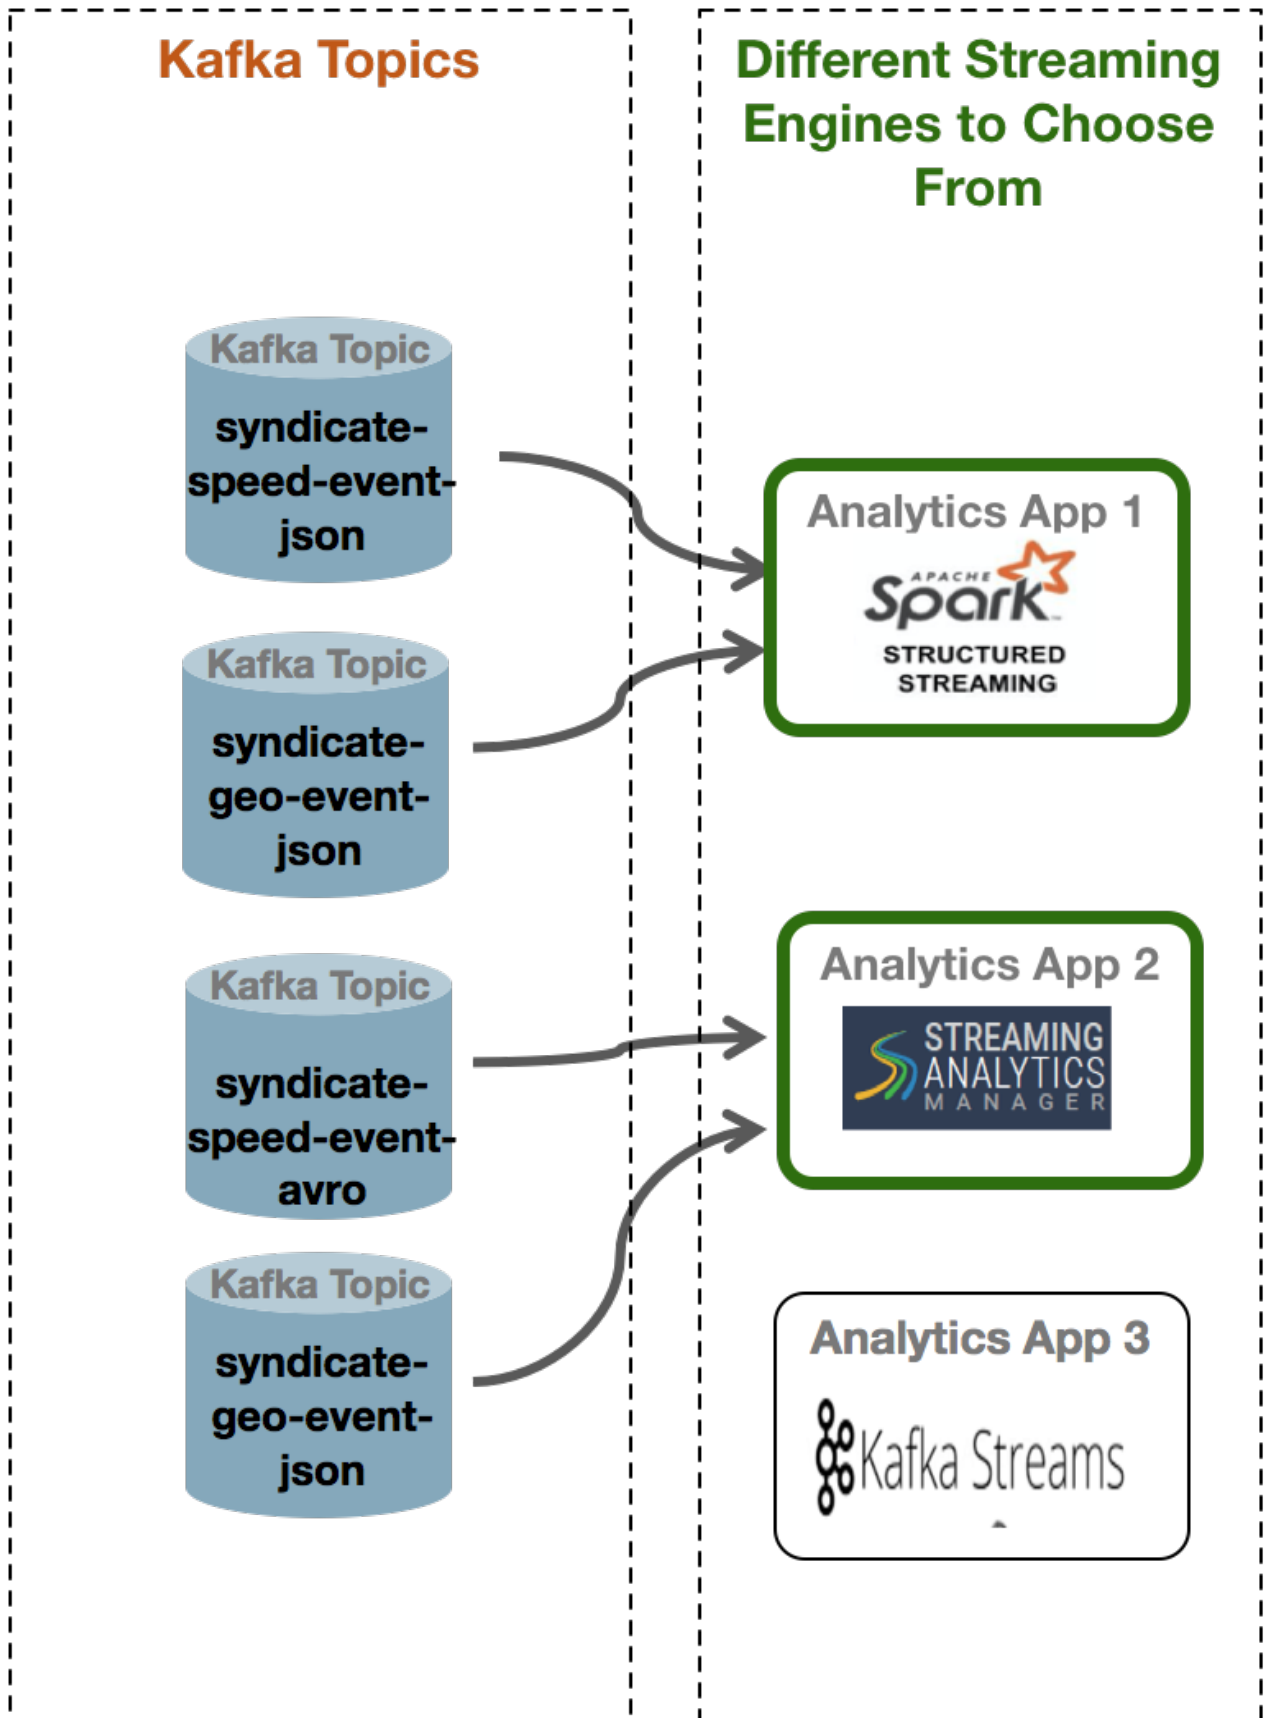 Kafka Topics
Different Streaming
Engines to Choose
From
Kafka Topic
syndicate-
speed-event-
json
Kafka Topic
syndicate-
geo-event-
json
Kafka Topic
syndicate-
speed-event-
avro
Kafka Topic
syndicate-
geo-event-
json
Analytics App 1
APACHE
Spark™
STRUCTURED
STREAMING
Analytics App 2
STREAMING
ANALYTICS
MANAGER
Analytics App 3
Kafka Streams